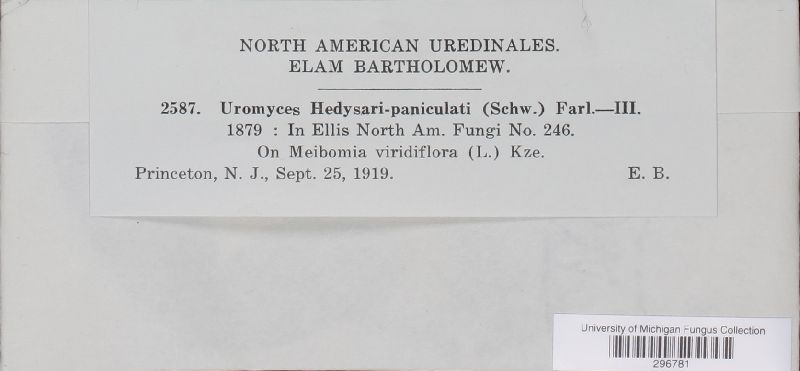 NORTH AMERICAN UREDINALES.
ELAM BARTHOLOMEW.
2587. Uromyces Hedysari-paniculati (Schw.) Farl.—III.
1879 : In Ellis North Am. Fungi No. 246.
On Meibomia viridiflora (L.) Kze.
Princeton, N. J., Sept. 25, 1919. E. B.
University of Michigan Fungus Collection
296781